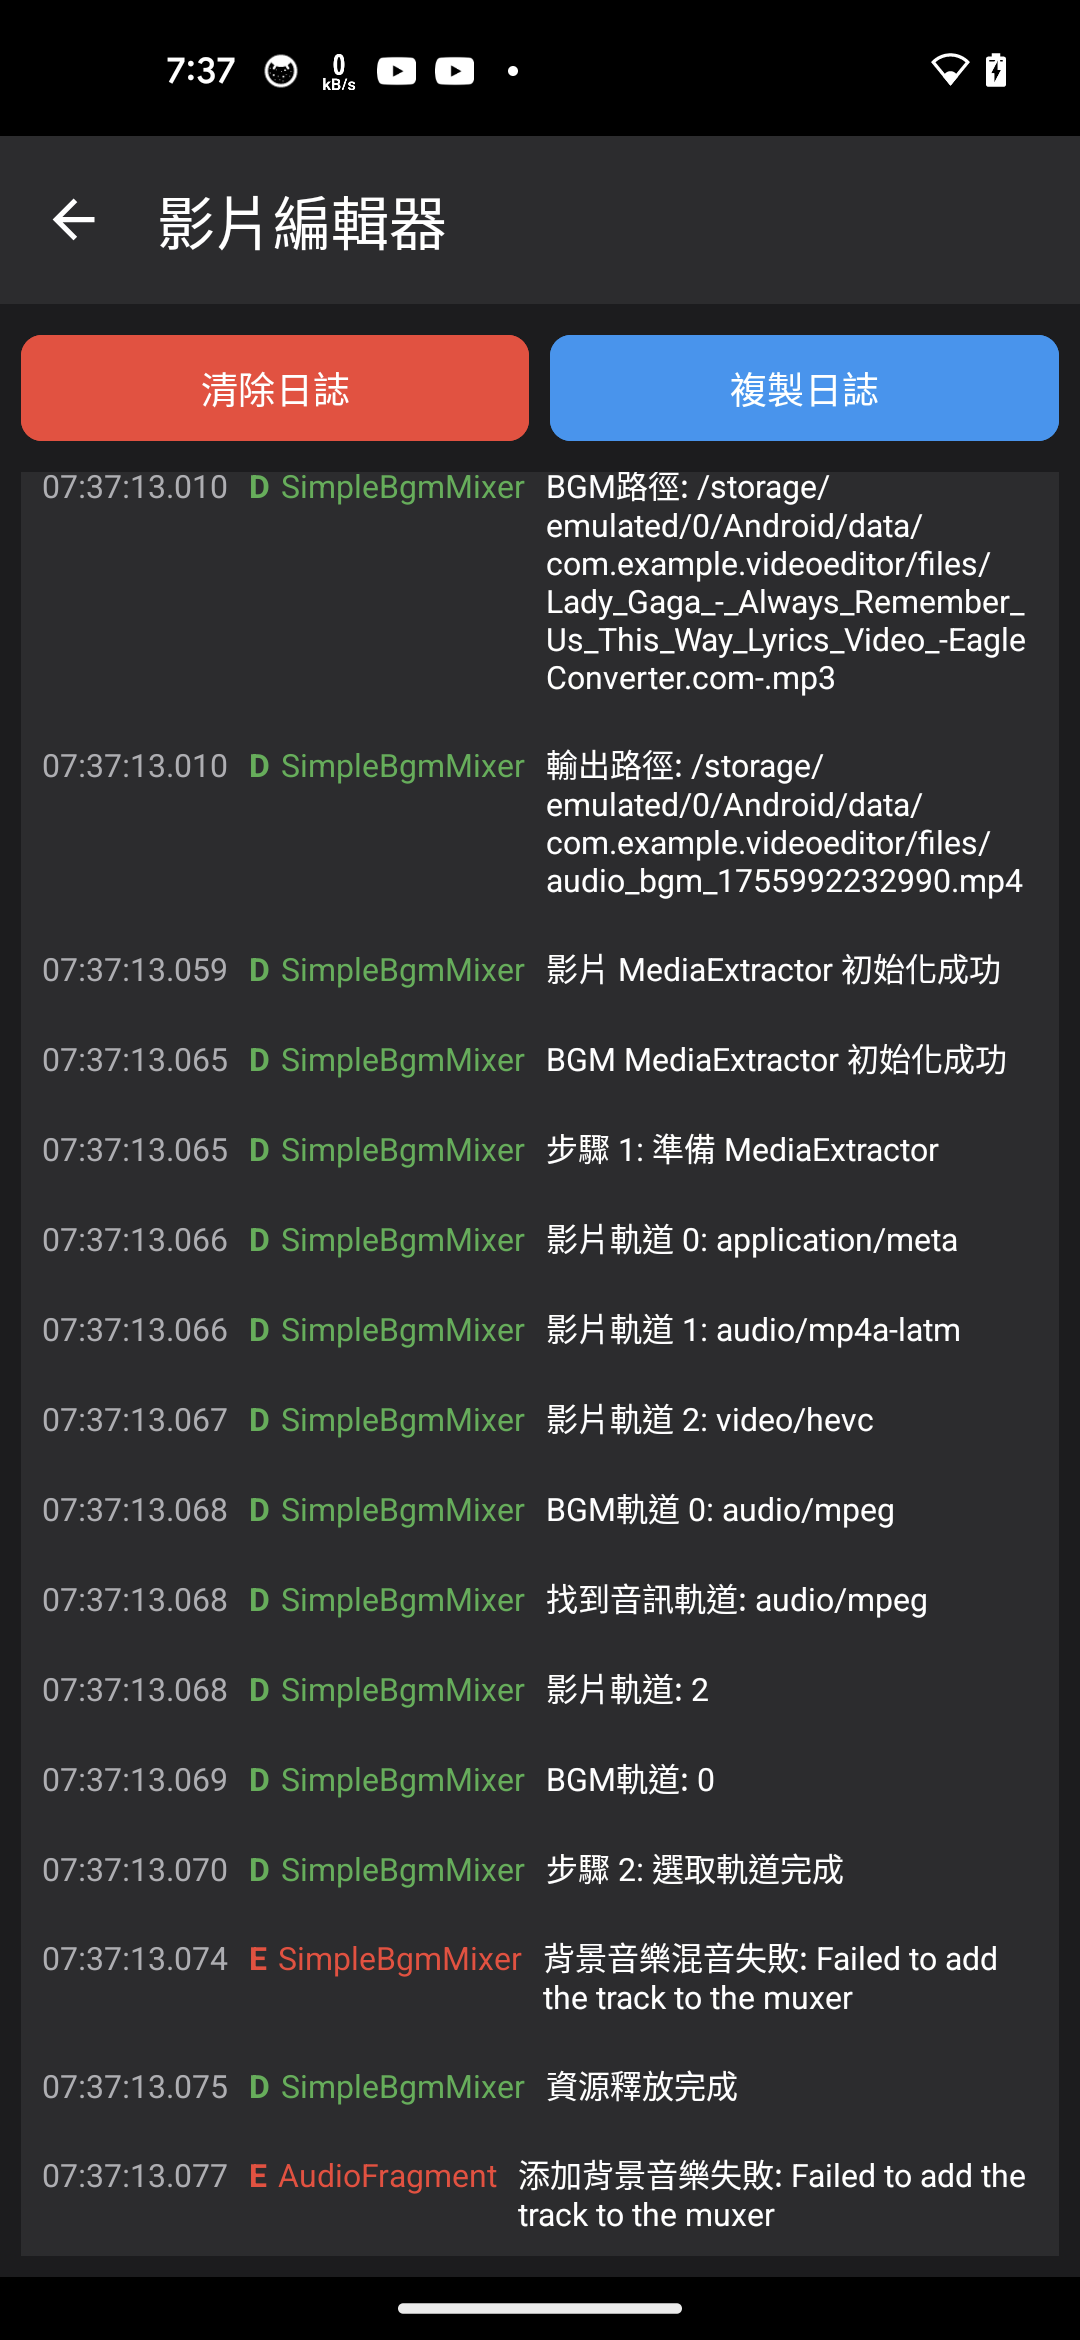 7:37 0 kB/s
影片編輯器
清除日誌 複製日誌
07:37:13.010 D SimpleBgmMixer BGM路徑: /storage/
emulated/0/Android/data/
com.example.videoeditor/files/
Lady_Gaga_-_Always_Remember_
Us_This_Way_Lyrics_Video_-Eagle
Converter.com-.mp3
07:37:13.010 D SimpleBgmMixer 輸出路徑: /storage/
emulated/0/Android/data/
com.example.videoeditor/files/
audio_bgm_1755992232990.mp4
07:37:13.059 D SimpleBgmMixer 影片 MediaExtractor 初始化成功
07:37:13.065 D SimpleBgmMixer BGM MediaExtractor 初始化成功
07:37:13.065 D SimpleBgmMixer 步驟 1: 準備 MediaExtractor
07:37:13.066 D SimpleBgmMixer 影片軌道 0: application/meta
07:37:13.066 D SimpleBgmMixer 影片軌道 1: audio/mp4a-latm
07:37:13.067 D SimpleBgmMixer 影片軌道 2: video/hevc
07:37:13.068 D SimpleBgmMixer BGM軌道 0: audio/mpeg
07:37:13.068 D SimpleBgmMixer 找到音訊軌道: audio/mpeg
07:37:13.068 D SimpleBgmMixer 影片軌道: 2
07:37:13.069 D SimpleBgmMixer BGM軌道: 0
07:37:13.070 D SimpleBgmMixer 步驟 2: 選取軌道完成
07:37:13.074 E SimpleBgmMixer 背景音樂混音失敗: Failed to add
the track to the muxer
07:37:13.075 D SimpleBgmMixer 資源釋放完成
07:37:13.077 E AudioFragment 添加背景音樂失敗: Failed to add the
track to the muxer